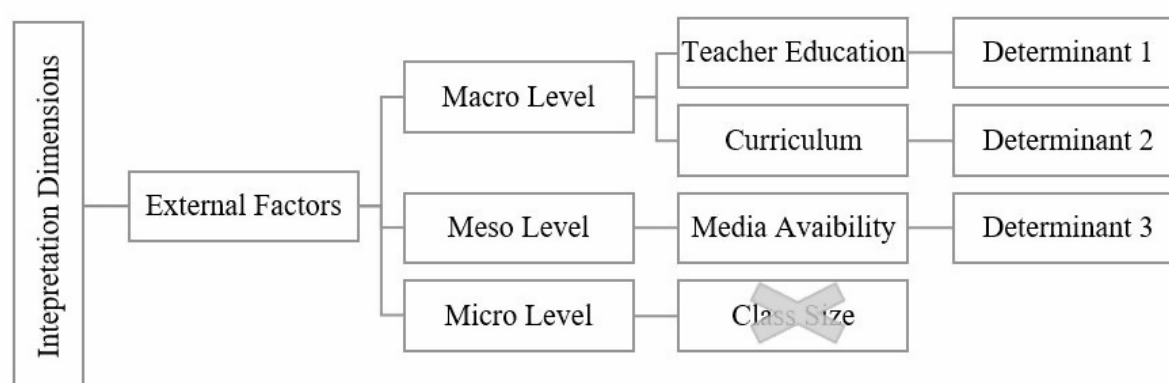 Intepretation Dimensions
External Factors
Macro Level
Teacher Education
Determinant 1
Curriculum
Determinant 2
Meso Level
Media Avaibility
Determinant 3
Micro Level
Class Size